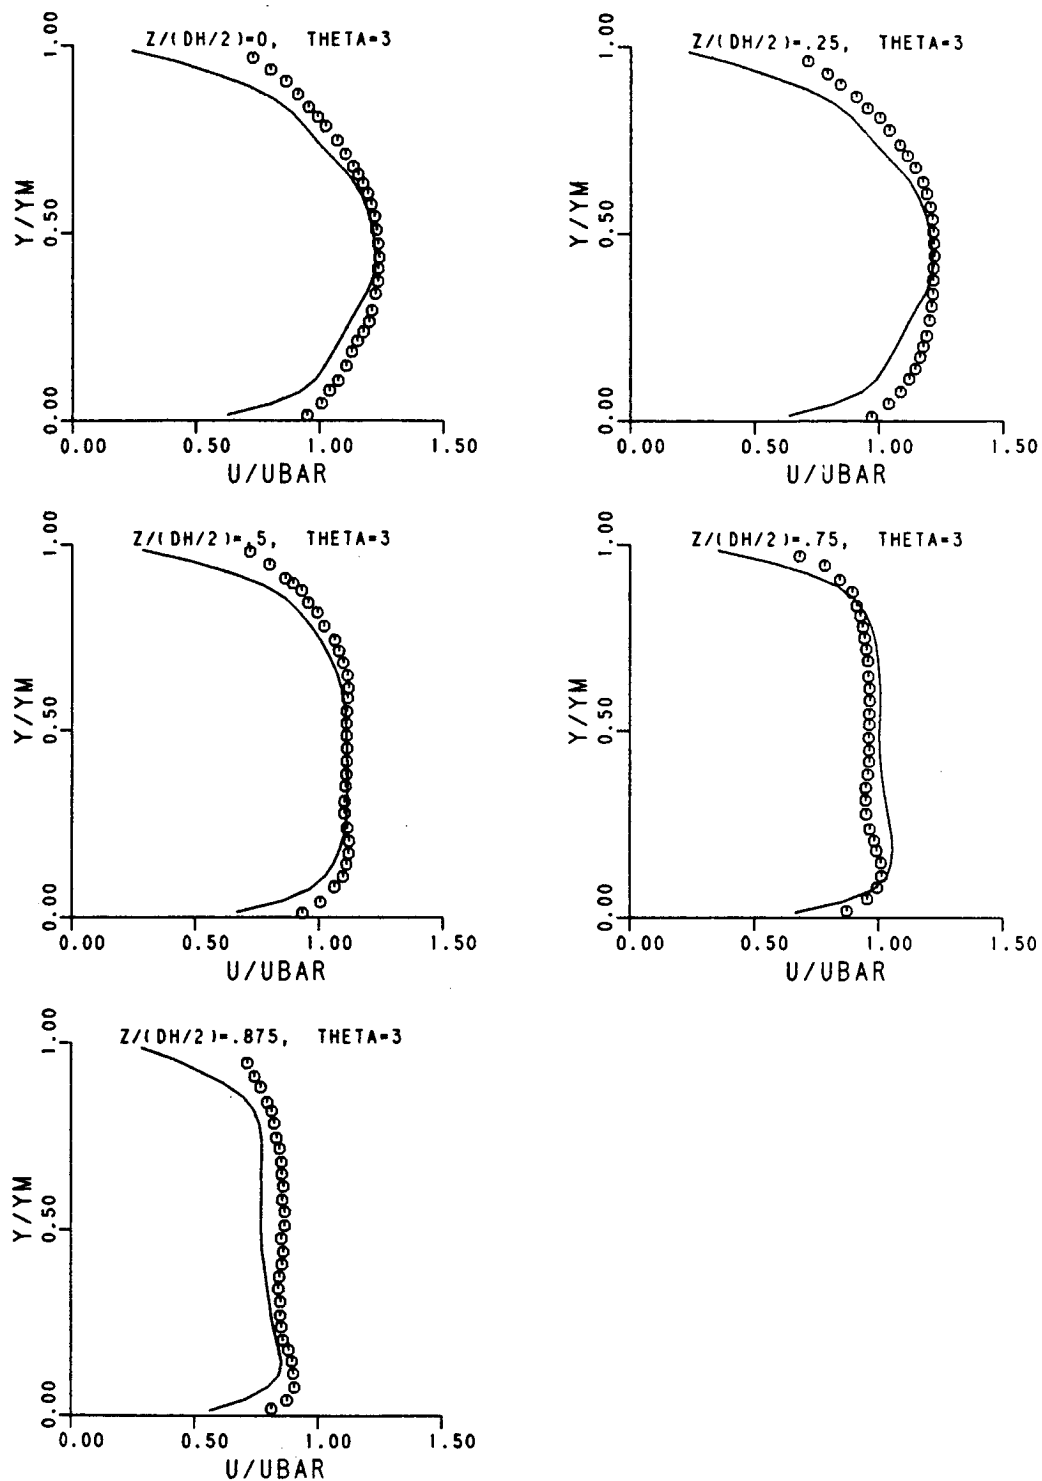 Z/(DH/2)=0, THETA=3
1.00
0.50
0.00
Y/YM
0.00 0.50 1.00 1.50
U/UBAR
Z/(DH/2)=.25, THETA=3
1.00
0.50
0.00
Y/YM
0.00 0.50 1.00 1.50
U/UBAR
Z/(DH/2)=.5, THETA=3
1.00
0.50
0.00
Y/YM
0.00 0.50 1.00 1.50
U/UBAR
Z/(DH/2)=.75, THETA=3
1.00
0.50
0.00
Y/YM
0.00 0.50 1.00 1.50
U/UBAR
Z/(DH/2)=.875, THETA=3
1.00
0.50
0.00
Y/YM
0.00 0.50 1.00 1.50
U/UBAR